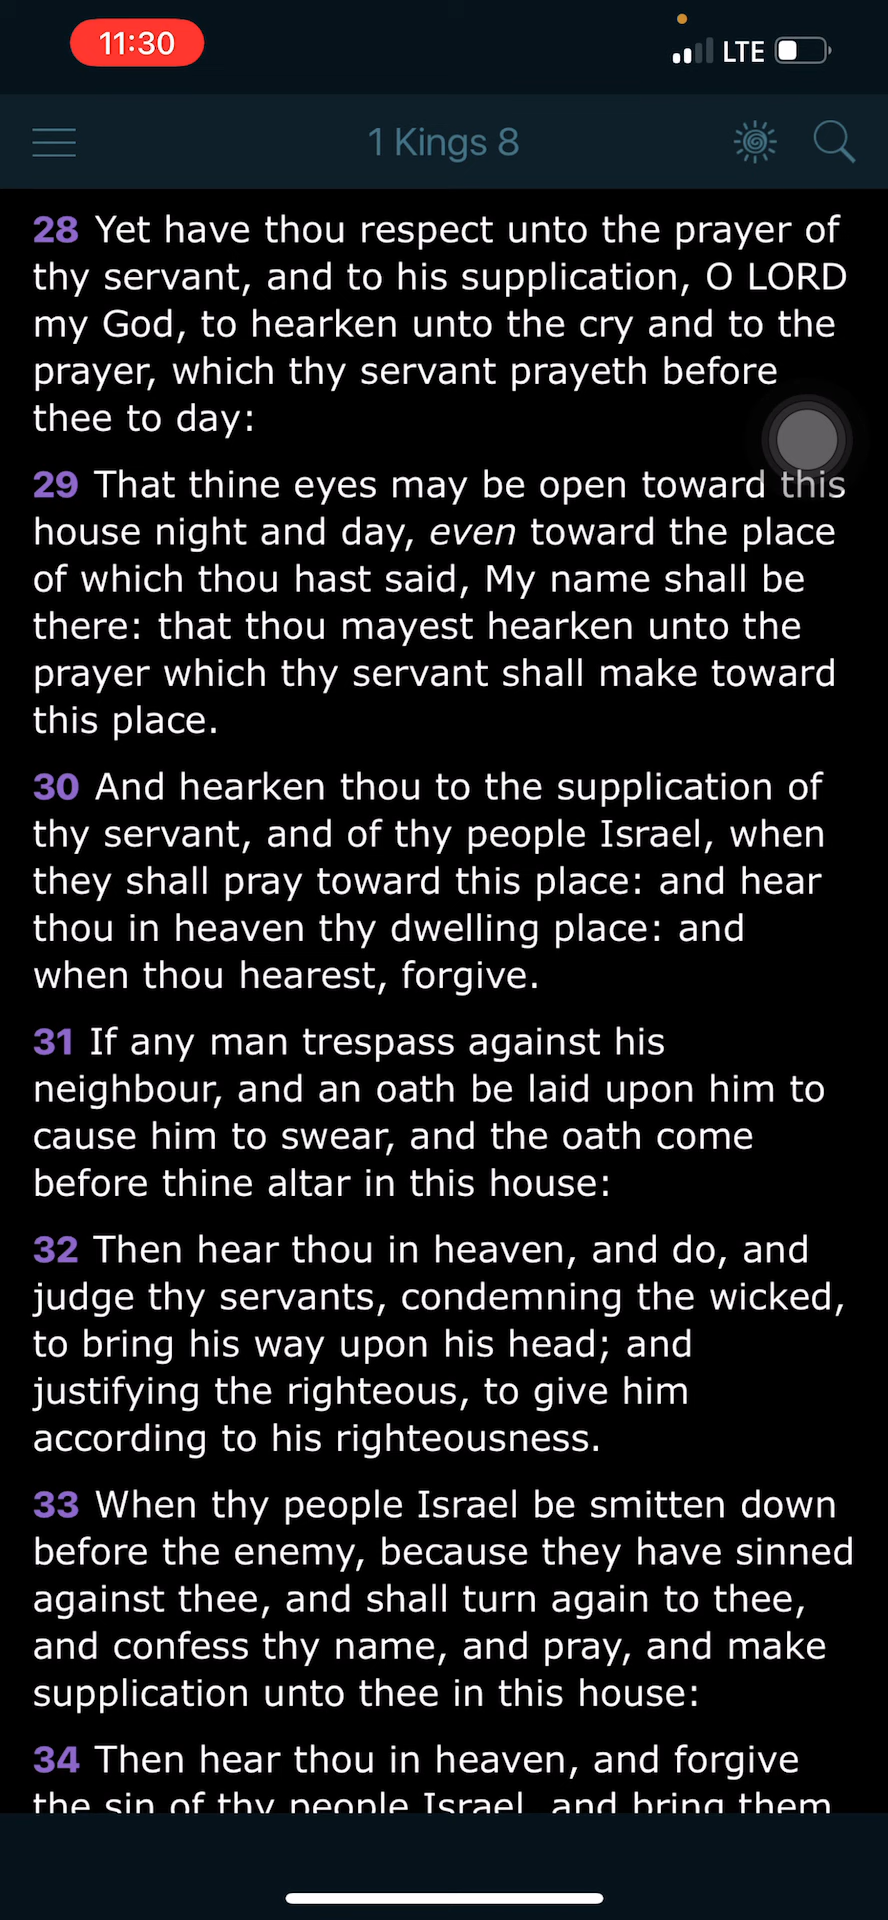 11:30
LTE
1 Kings 8
28 Yet have thou respect unto the prayer of
thy servant, and to his supplication, O LORD
my God, to hearken unto the cry and to the
prayer, which thy servant prayeth before
thee to day:
29 That thine eyes may be open toward this
house night and day, even toward the place
of which thou hast said, My name shall be
there: that thou mayest hearken unto the
prayer which thy servant shall make toward
this place.
30 And hearken thou to the supplication of
thy servant, and of thy people Israel, when
they shall pray toward this place: and hear
thou in heaven thy dwelling place: and
when thou hearest, forgive.
31 If any man trespass against his
neighbour, and an oath be laid upon him to
cause him to swear, and the oath come
before thine altar in this house:
32 Then hear thou in heaven, and do, and
judge thy servants, condemning the wicked,
to bring his way upon his head; and
justifying the righteous, to give him
according to his righteousness.
33 When thy people Israel be smitten down
before the enemy, because they have sinned
against thee, and shall turn again to thee,
and confess thy name, and pray, and make
supplication unto thee in this house:
34 Then hear thou in heaven, and forgive
the sin of thy people Israel, and bring them